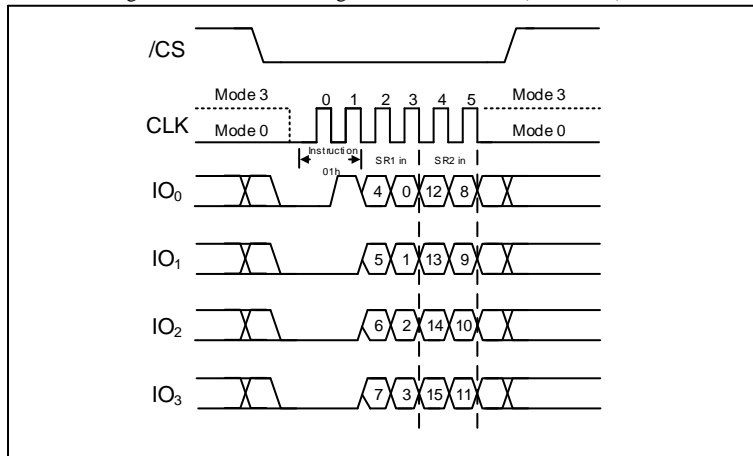 /CS
Mode 3 0 1 2 3 4 5 Mode 3
CLK Mode 0 Mode 0
Instruction SR1 in SR2 in
01h
IO0 4 0 12 8
IO1 5 1 13 9
IO2 6 2 14 10
IO3 7 3 15 11